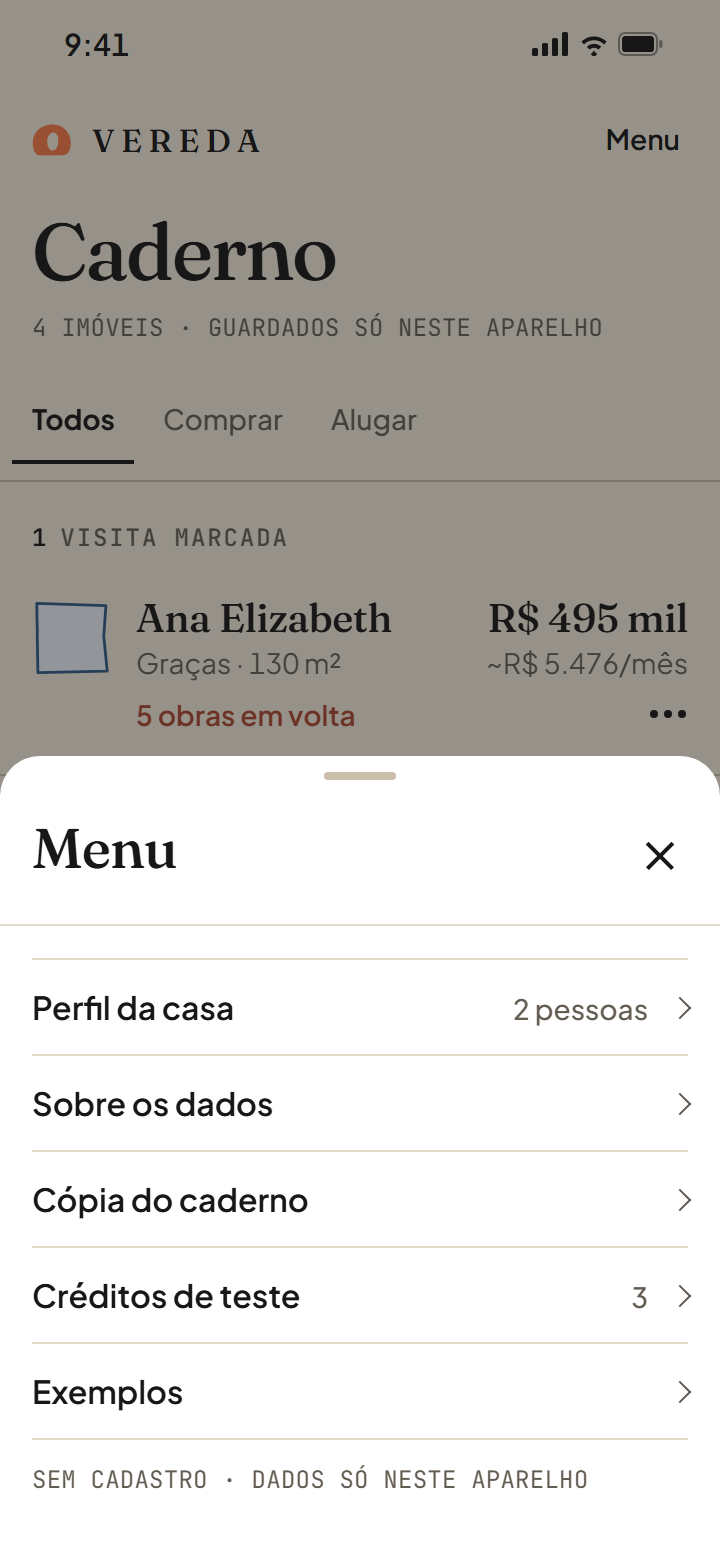 9:41
VEREDA
Menu
Caderno
4 IMÓVEIS · GUARDADOS SÓ NESTE APARELHO
Todos Comprar Alugar
1 VISITA MARCADA
Ana Elizabeth R$ 495 mil
Graças · 130 m² ~R$ 5.476/mês
5 obras em volta
Menu
Perfil da casa 2 pessoas
Sobre os dados
Cópia do caderno
Créditos de teste 3
Exemplos
SEM CADASTRO · DADOS SÓ NESTE APARELHO